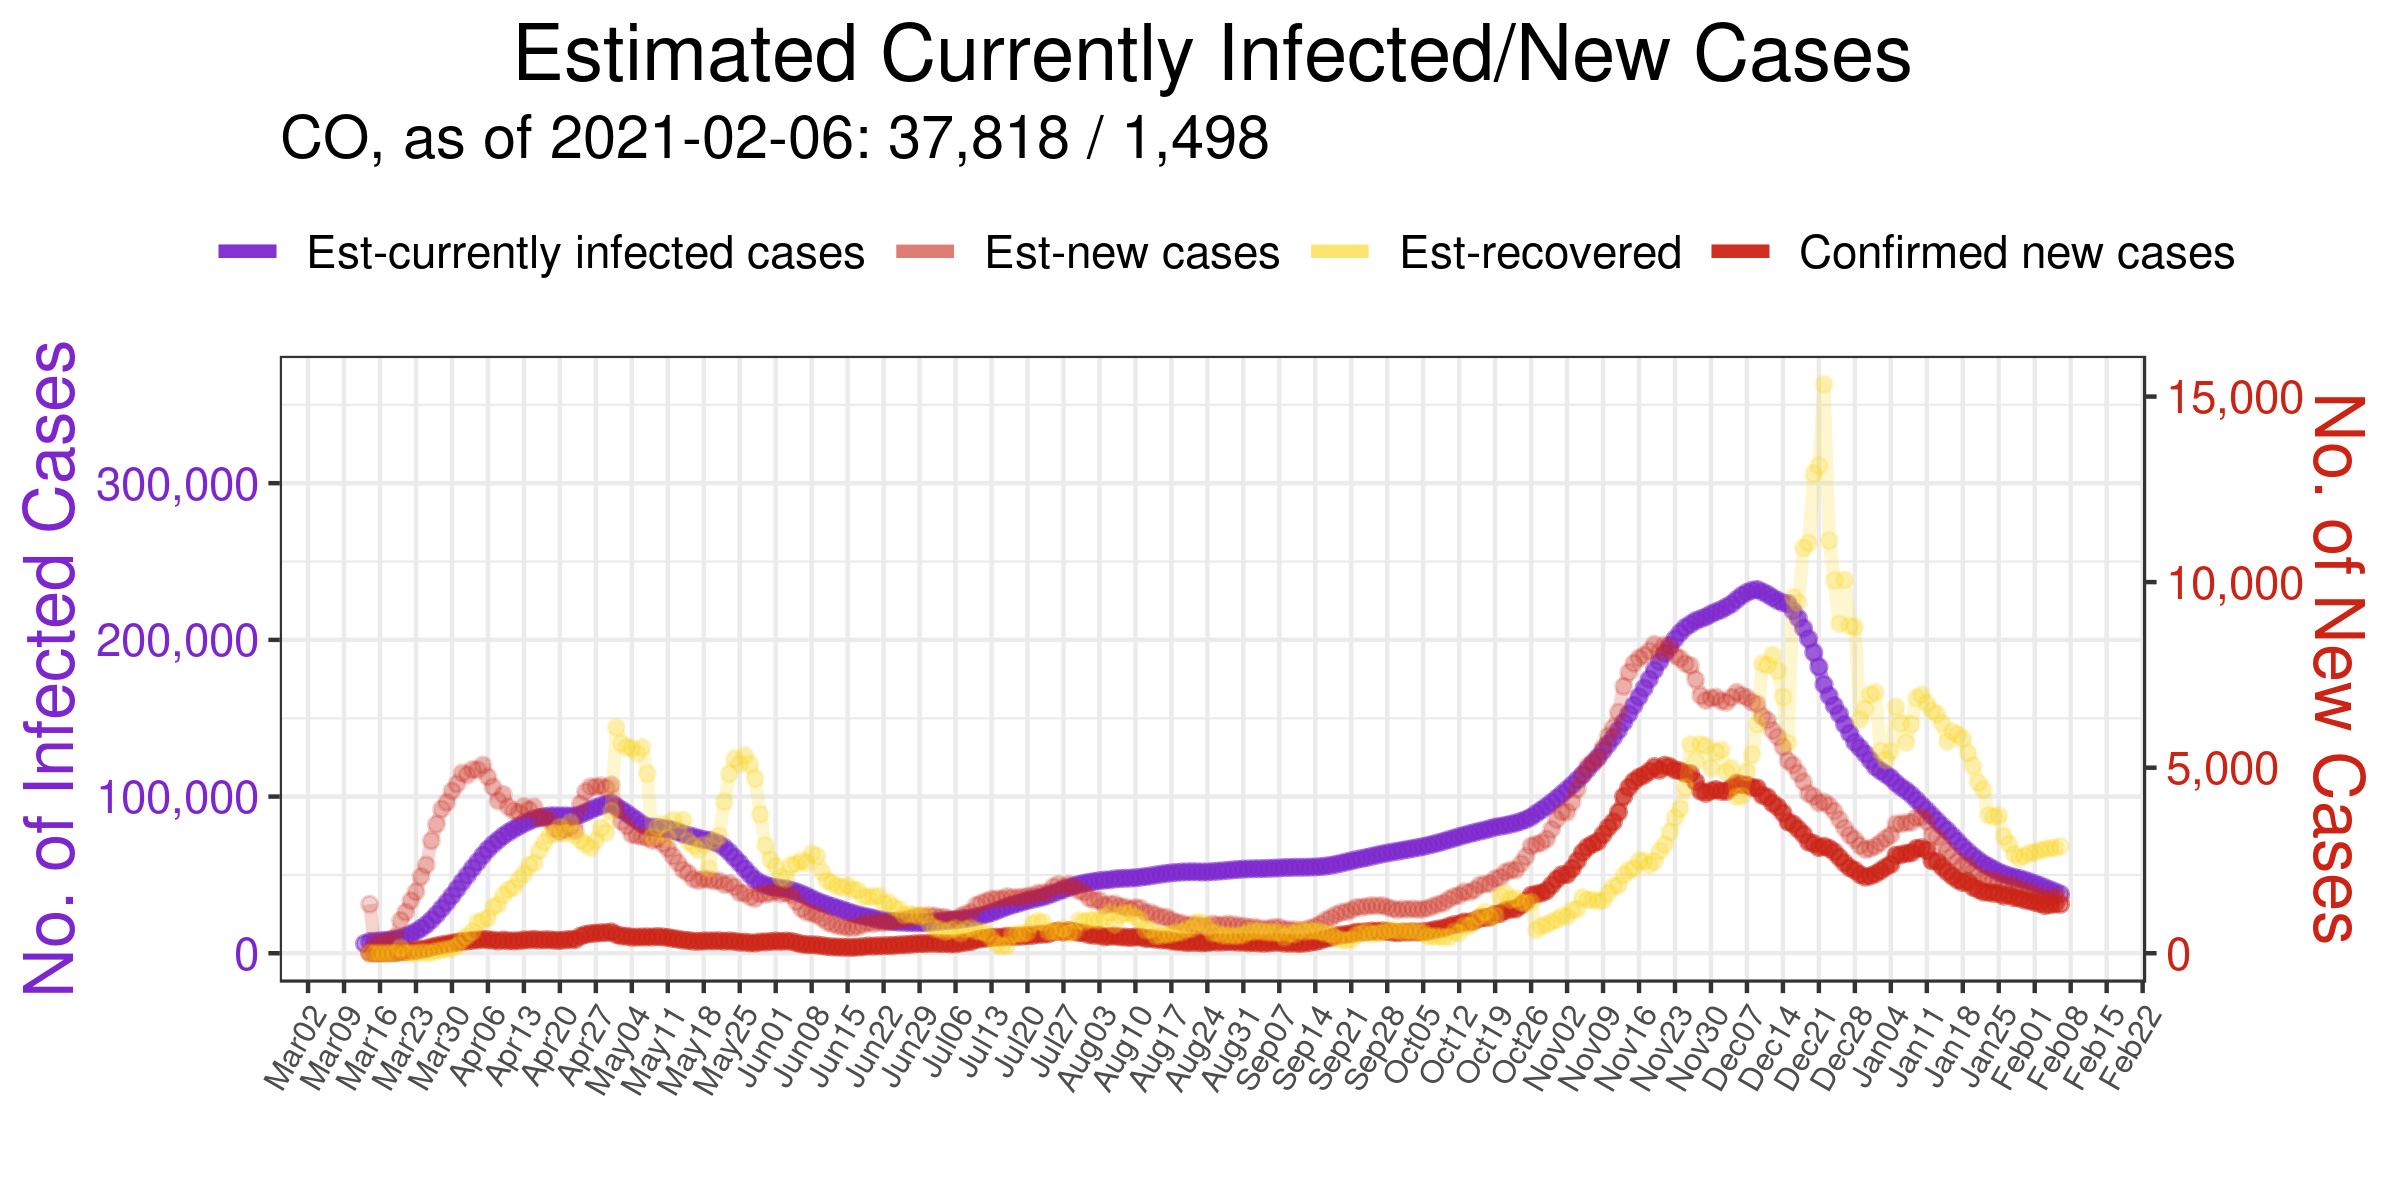 Estimated Currently Infected/New Cases
CO, as of 2021-02-06: 37,818 / 1,498
Est-currently infected cases
Est-new cases
Est-recovered
Confirmed new cases
No. of Infected Cases
300,000
200,000
100,000
0
15,000
10,000
5,000
0
No. of New Cases
Mar02
Mar09
Mar16
Mar23
Mar30
Apr06
Apr13
Apr20
Apr27
May04
May11
May18
May25
Jun01
Jun08
Jun15
Jun22
Jun29
Jul06
Jul13
Jul20
Jul27
Aug03
Aug10
Aug17
Aug24
Aug31
Sep07
Sep14
Sep21
Sep28
Oct05
Oct12
Oct19
Oct26
Nov02
Nov09
Nov16
Nov23
Nov30
Dec07
Dec14
Dec21
Dec28
Jan04
Jan11
Jan18
Jan25
Feb01
Feb08
Feb15
Feb22